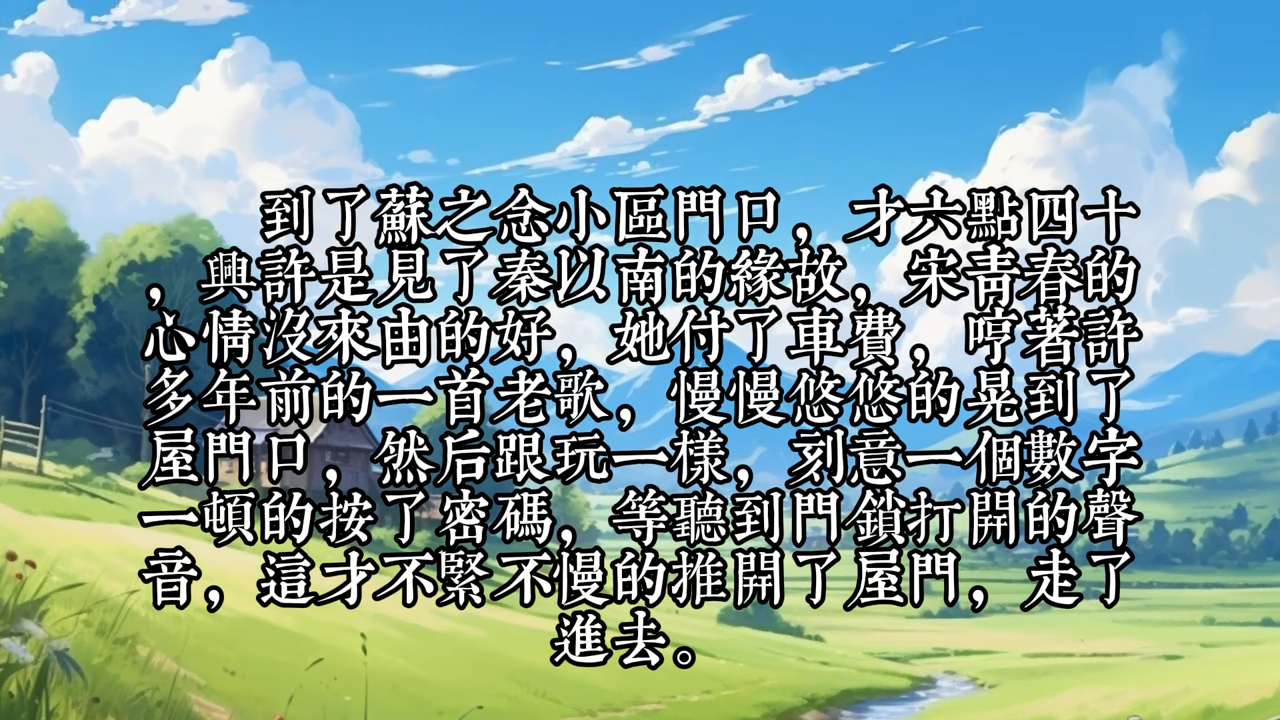 到了蘇之念小區門口，才六點四十
，興許是見了秦以南的緣故，宋青春的
心情沒來由的好，她付了車費，哼著許
多年前的一首老歌，慢慢悠悠的晃到了
屋門口，然后跟玩一樣，刻意一個數字
一頓的按了密碼，等聽到門鎖打開的聲
音，這才不緊不慢的推開了屋門，走了
進去。